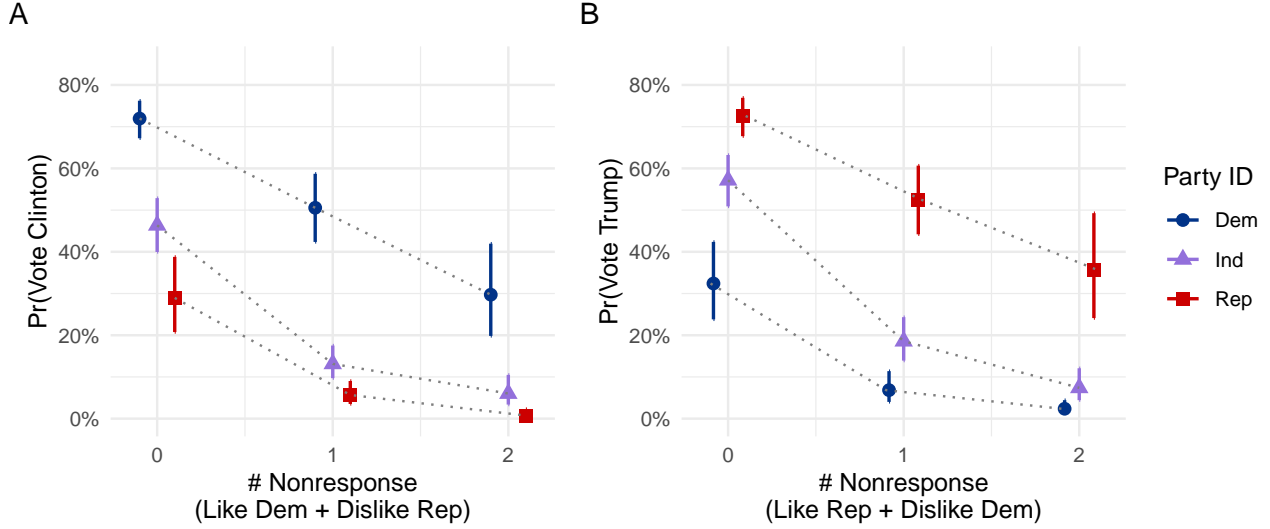 A
Pr(Vote Clinton)
80%
60%
40%
20%
0%
0
1
2
# Nonresponse
(Like Dem + Dislike Rep)
B
Pr(Vote Trump)
80%
60%
40%
20%
0%
0
1
2
# Nonresponse
(Like Rep + Dislike Dem)
Party ID
Dem
Ind
Rep